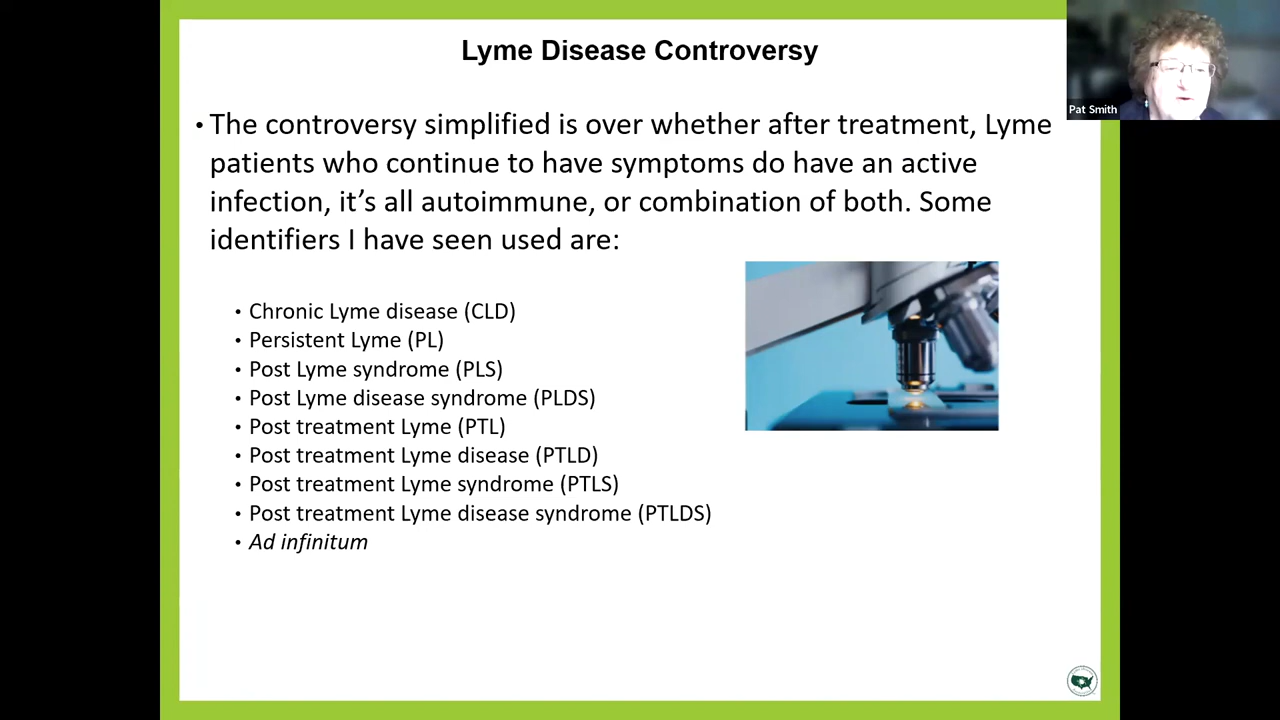 Lyme Disease Controversy
Pat Smith
• The controversy simplified is over whether after treatment, Lyme
patients who continue to have symptoms do have an active
infection, it’s all autoimmune, or combination of both. Some
identifiers I have seen used are:
• Chronic Lyme disease (CLD)
• Persistent Lyme (PL)
• Post Lyme syndrome (PLS)
• Post Lyme disease syndrome (PLDS)
• Post treatment Lyme (PTL)
• Post treatment Lyme disease (PTLD)
• Post treatment Lyme syndrome (PTLS)
• Post treatment Lyme disease syndrome (PTLDS)
• Ad infinitum